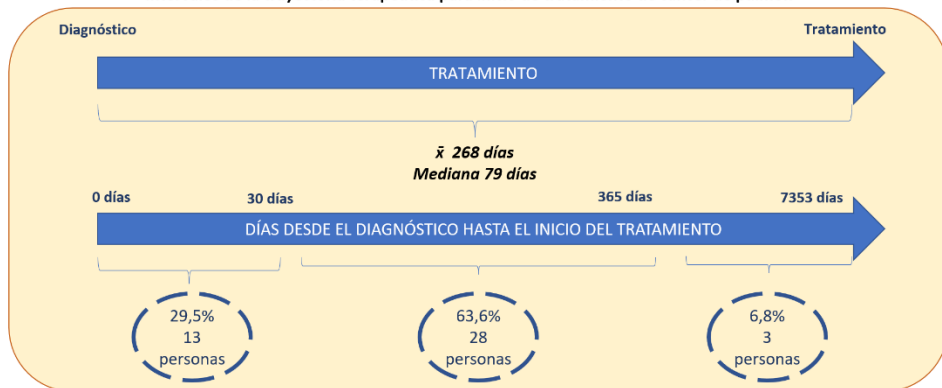 Diagnóstico Tratamiento
TRATAMIENTO
x̄ 268 días
Mediana 79 días
0 días 30 días 365 días 7353 días
DÍAS DESDE EL DIAGNÓSTICO HASTA EL INICIO DEL TRATAMIENTO
29,5% 63,6% 6,8%
13 28 3
personas personas personas